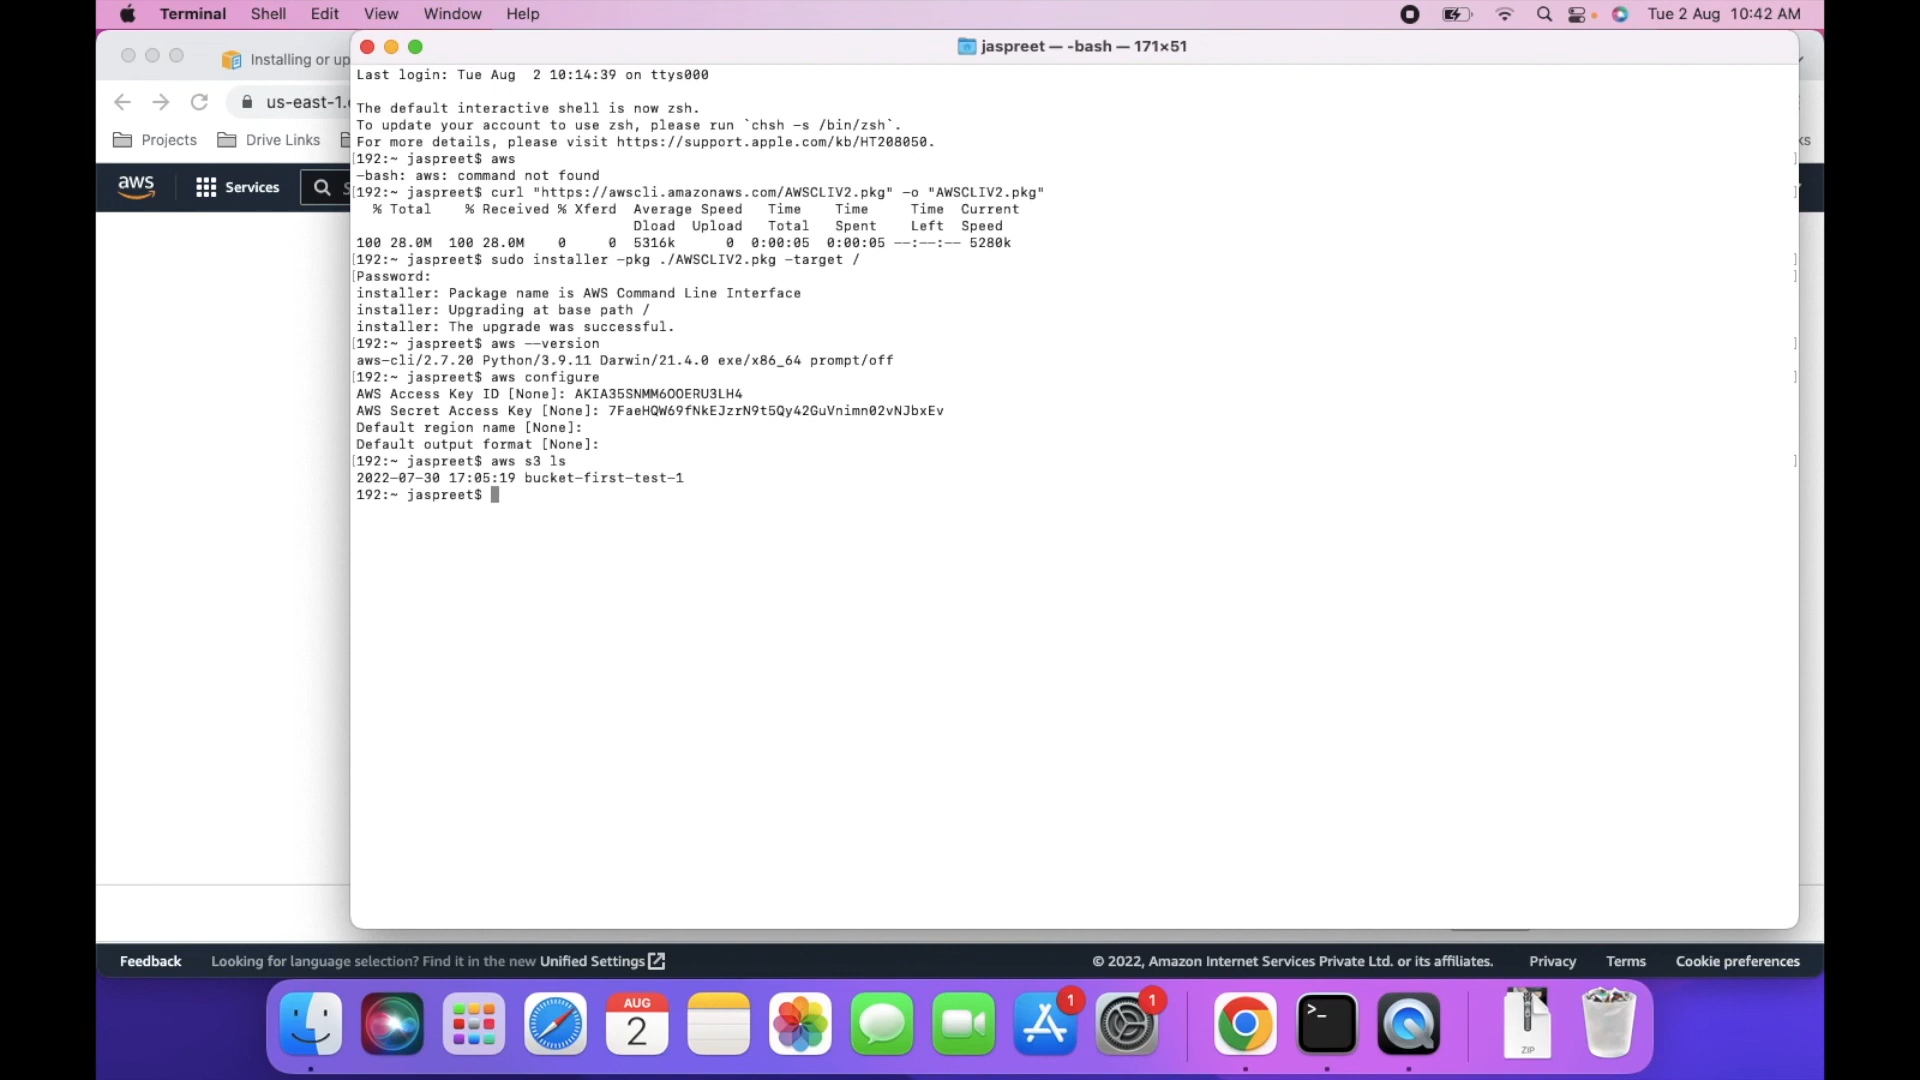 Terminal Shell Edit View Window Help
Tue 2 Aug 10:42 AM
Installing or up
jaspreet — -bash — 171×51
us-east-1.
Projects
Drive Links
aws
Services
Last login: Tue Aug  2 10:14:39 on ttys000
The default interactive shell is now zsh.
To update your account to use zsh, please run `chsh -s /bin/zsh`.
For more details, please visit https://support.apple.com/kb/HT208050.
[192:~ jaspreet$ aws ]
-bash: aws: command not found
[192:~ jaspreet$ curl "https://awscli.amazonaws.com/AWSCLIV2.pkg" -o "AWSCLIV2.pkg" ]
% Total % Received % Xferd Average Speed Time Time Time Current
Dload Upload Total Spent Left Speed
100 28.0M 100 28.0M 0 0 5316k 0 0:00:05 0:00:05 --:--:-- 5280k
[192:~ jaspreet$ sudo installer -pkg ./AWSCLIV2.pkg -target / ]
[Password: ]
installer: Package name is AWS Command Line Interface
installer: Upgrading at base path /
installer: The upgrade was successful.
[192:~ jaspreet$ aws --version ]
aws-cli/2.7.20 Python/3.9.11 Darwin/21.4.0 exe/x86_64 prompt/off
[192:~ jaspreet$ aws configure ]
AWS Access Key ID [None]: AKIA35SNMM6OOERU3LH4
AWS Secret Access Key [None]: 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
Default region name [None]:
Default output format [None]:
[192:~ jaspreet$ aws s3 ls ]
2022-07-30 17:05:19 bucket-first-test-1
192:~ jaspreet$
Feedback
Looking for language selection? Find it in the new Unified Settings
© 2022, Amazon Internet Services Private Ltd. or its affiliates.
Privacy
Terms
Cookie preferences
AUG
2
1
1
>_
ZIP